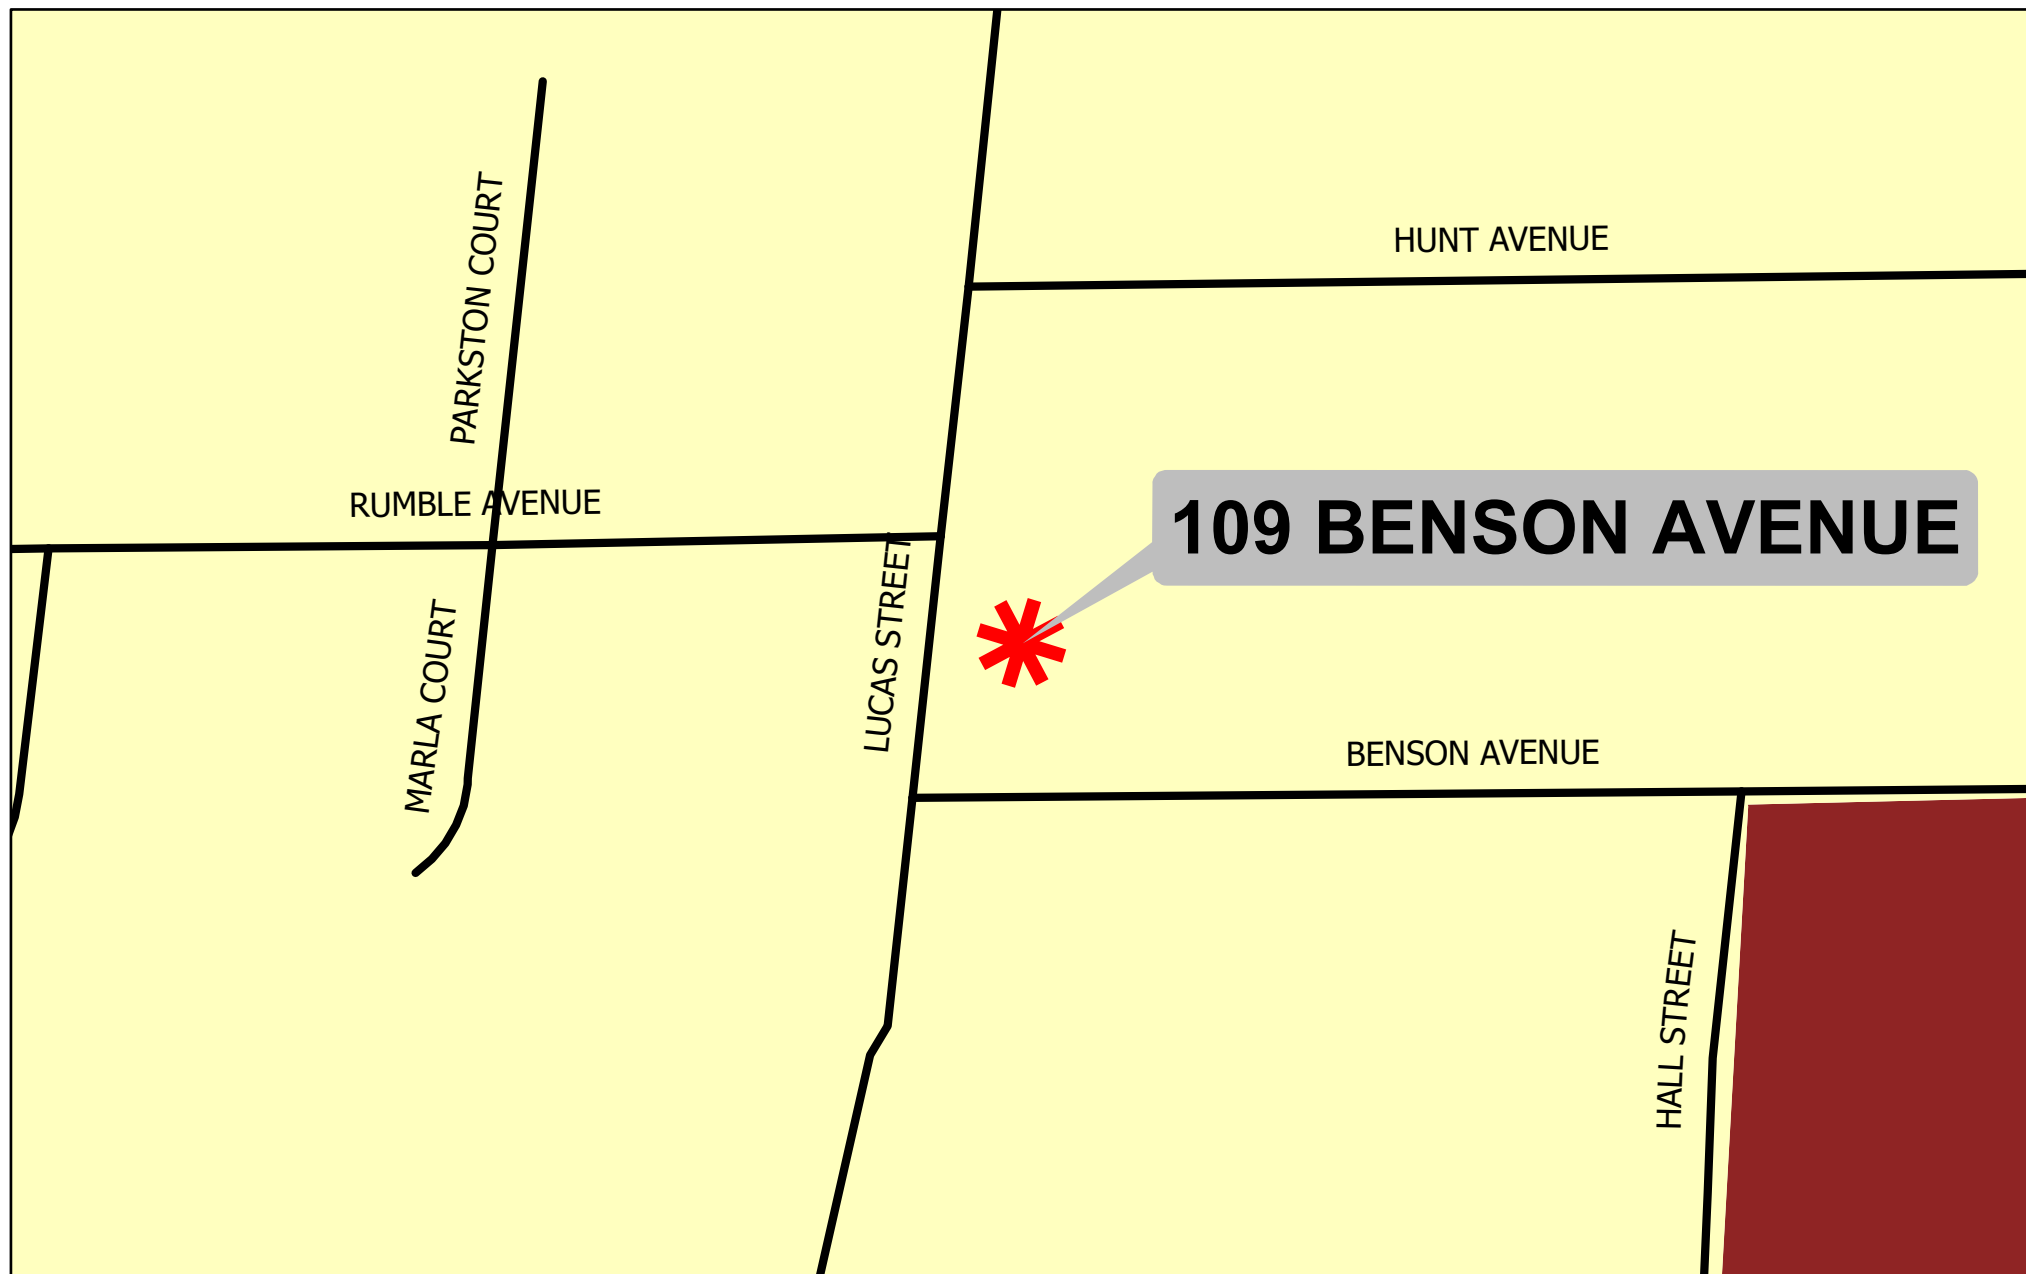 PARKSTON COURT
HUNT AVENUE
RUMBLE AVENUE
109 BENSON AVENUE
LUCAS STREET
MARLA COURT
BENSON AVENUE
HALL STREET